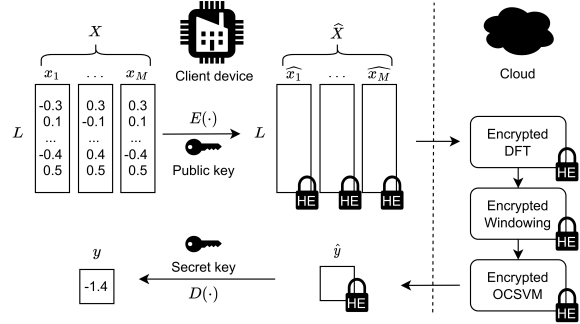 X
Client device
X̂
Cloud
x₁ ... x_M
x̂₁ ... x̂_M
L
-0.3 0.3 0.3
0.1 -0.1 0.1
... ... ...
-0.4 0.4 -0.4
0.5 0.5 0.5
E(·)
Public key
L
HE HE HE
Encrypted
DFT
HE
Encrypted
Windowing
HE
Encrypted
OCSVM
HE
ŷ
HE
Secret key
D(·)
y
-1.4